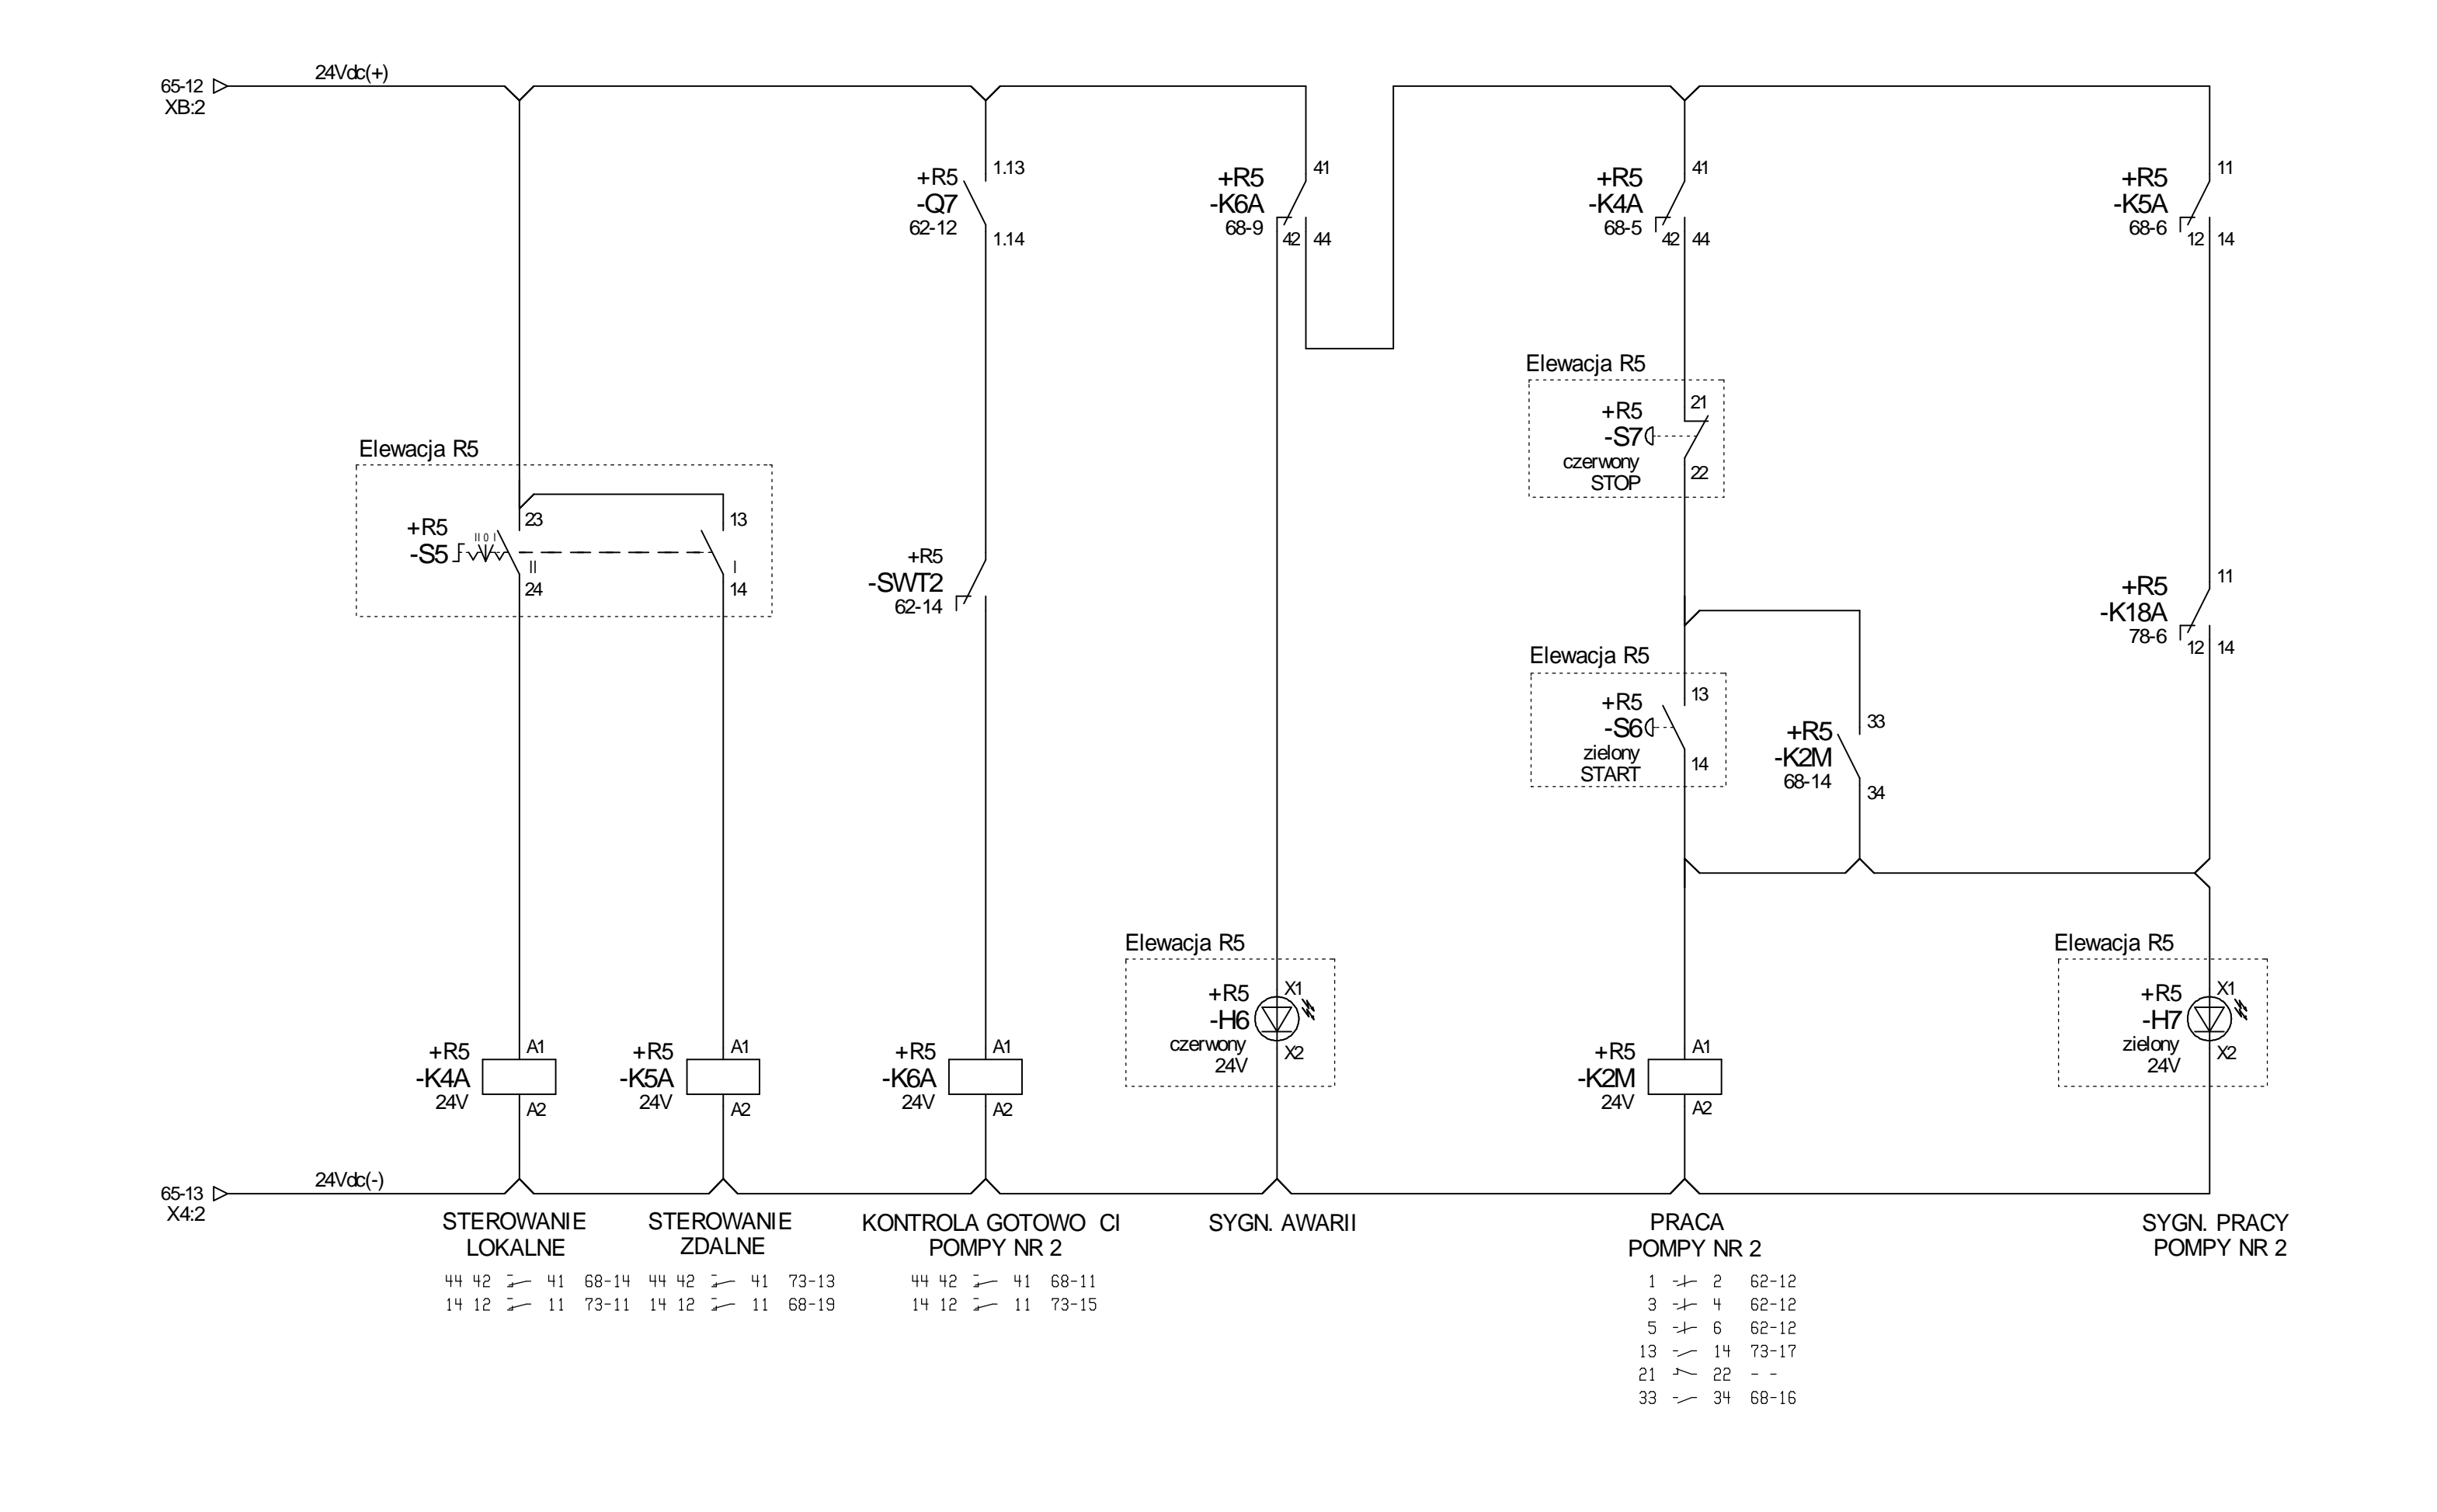 24Vdc(+)
65-12
XB:2
+R5
-Q7
62-12
1.13
1.14
+R5
-K6A
68-9
41
42 44
+R5
-K4A
68-5
41
42 44
+R5
-K5A
68-6
11
12 14
Elewacja R5
+R5
-S7
czerwony
STOP
21
22
Elewacja R5
+R5
-S5
II 0 I
23
II
24
13
I
14
+R5
-SWT2
62-14
+R5
-K18A
78-6
11
12 14
Elewacja R5
+R5
-S6
zielony
START
13
14
+R5
-K2M
68-14
33
34
Elewacja R5
+R5
-H6
czerwony
24V
X1
X2
Elewacja R5
+R5
-H7
zielony
24V
X1
X2
+R5
-K4A
24V
A1
A2
+R5
-K5A
24V
A1
A2
+R5
-K6A
24V
A1
A2
+R5
-K2M
24V
A1
A2
24Vdc(-)
65-13
X4:2
STEROWANIE
LOKALNE
44 42 41 68-14
14 12 11 73-11
STEROWANIE
ZDALNE
44 42 41 73-13
14 12 11 68-19
KONTROLA GOTOWO CI
POMPY NR 2
44 42 41 68-11
14 12 11 73-15
SYGN. AWARII
PRACA
POMPY NR 2
1 2 62-12
3 4 62-12
5 6 62-12
13 14 73-17
21 22 - -
33 34 68-16
SYGN. PRACY
POMPY NR 2